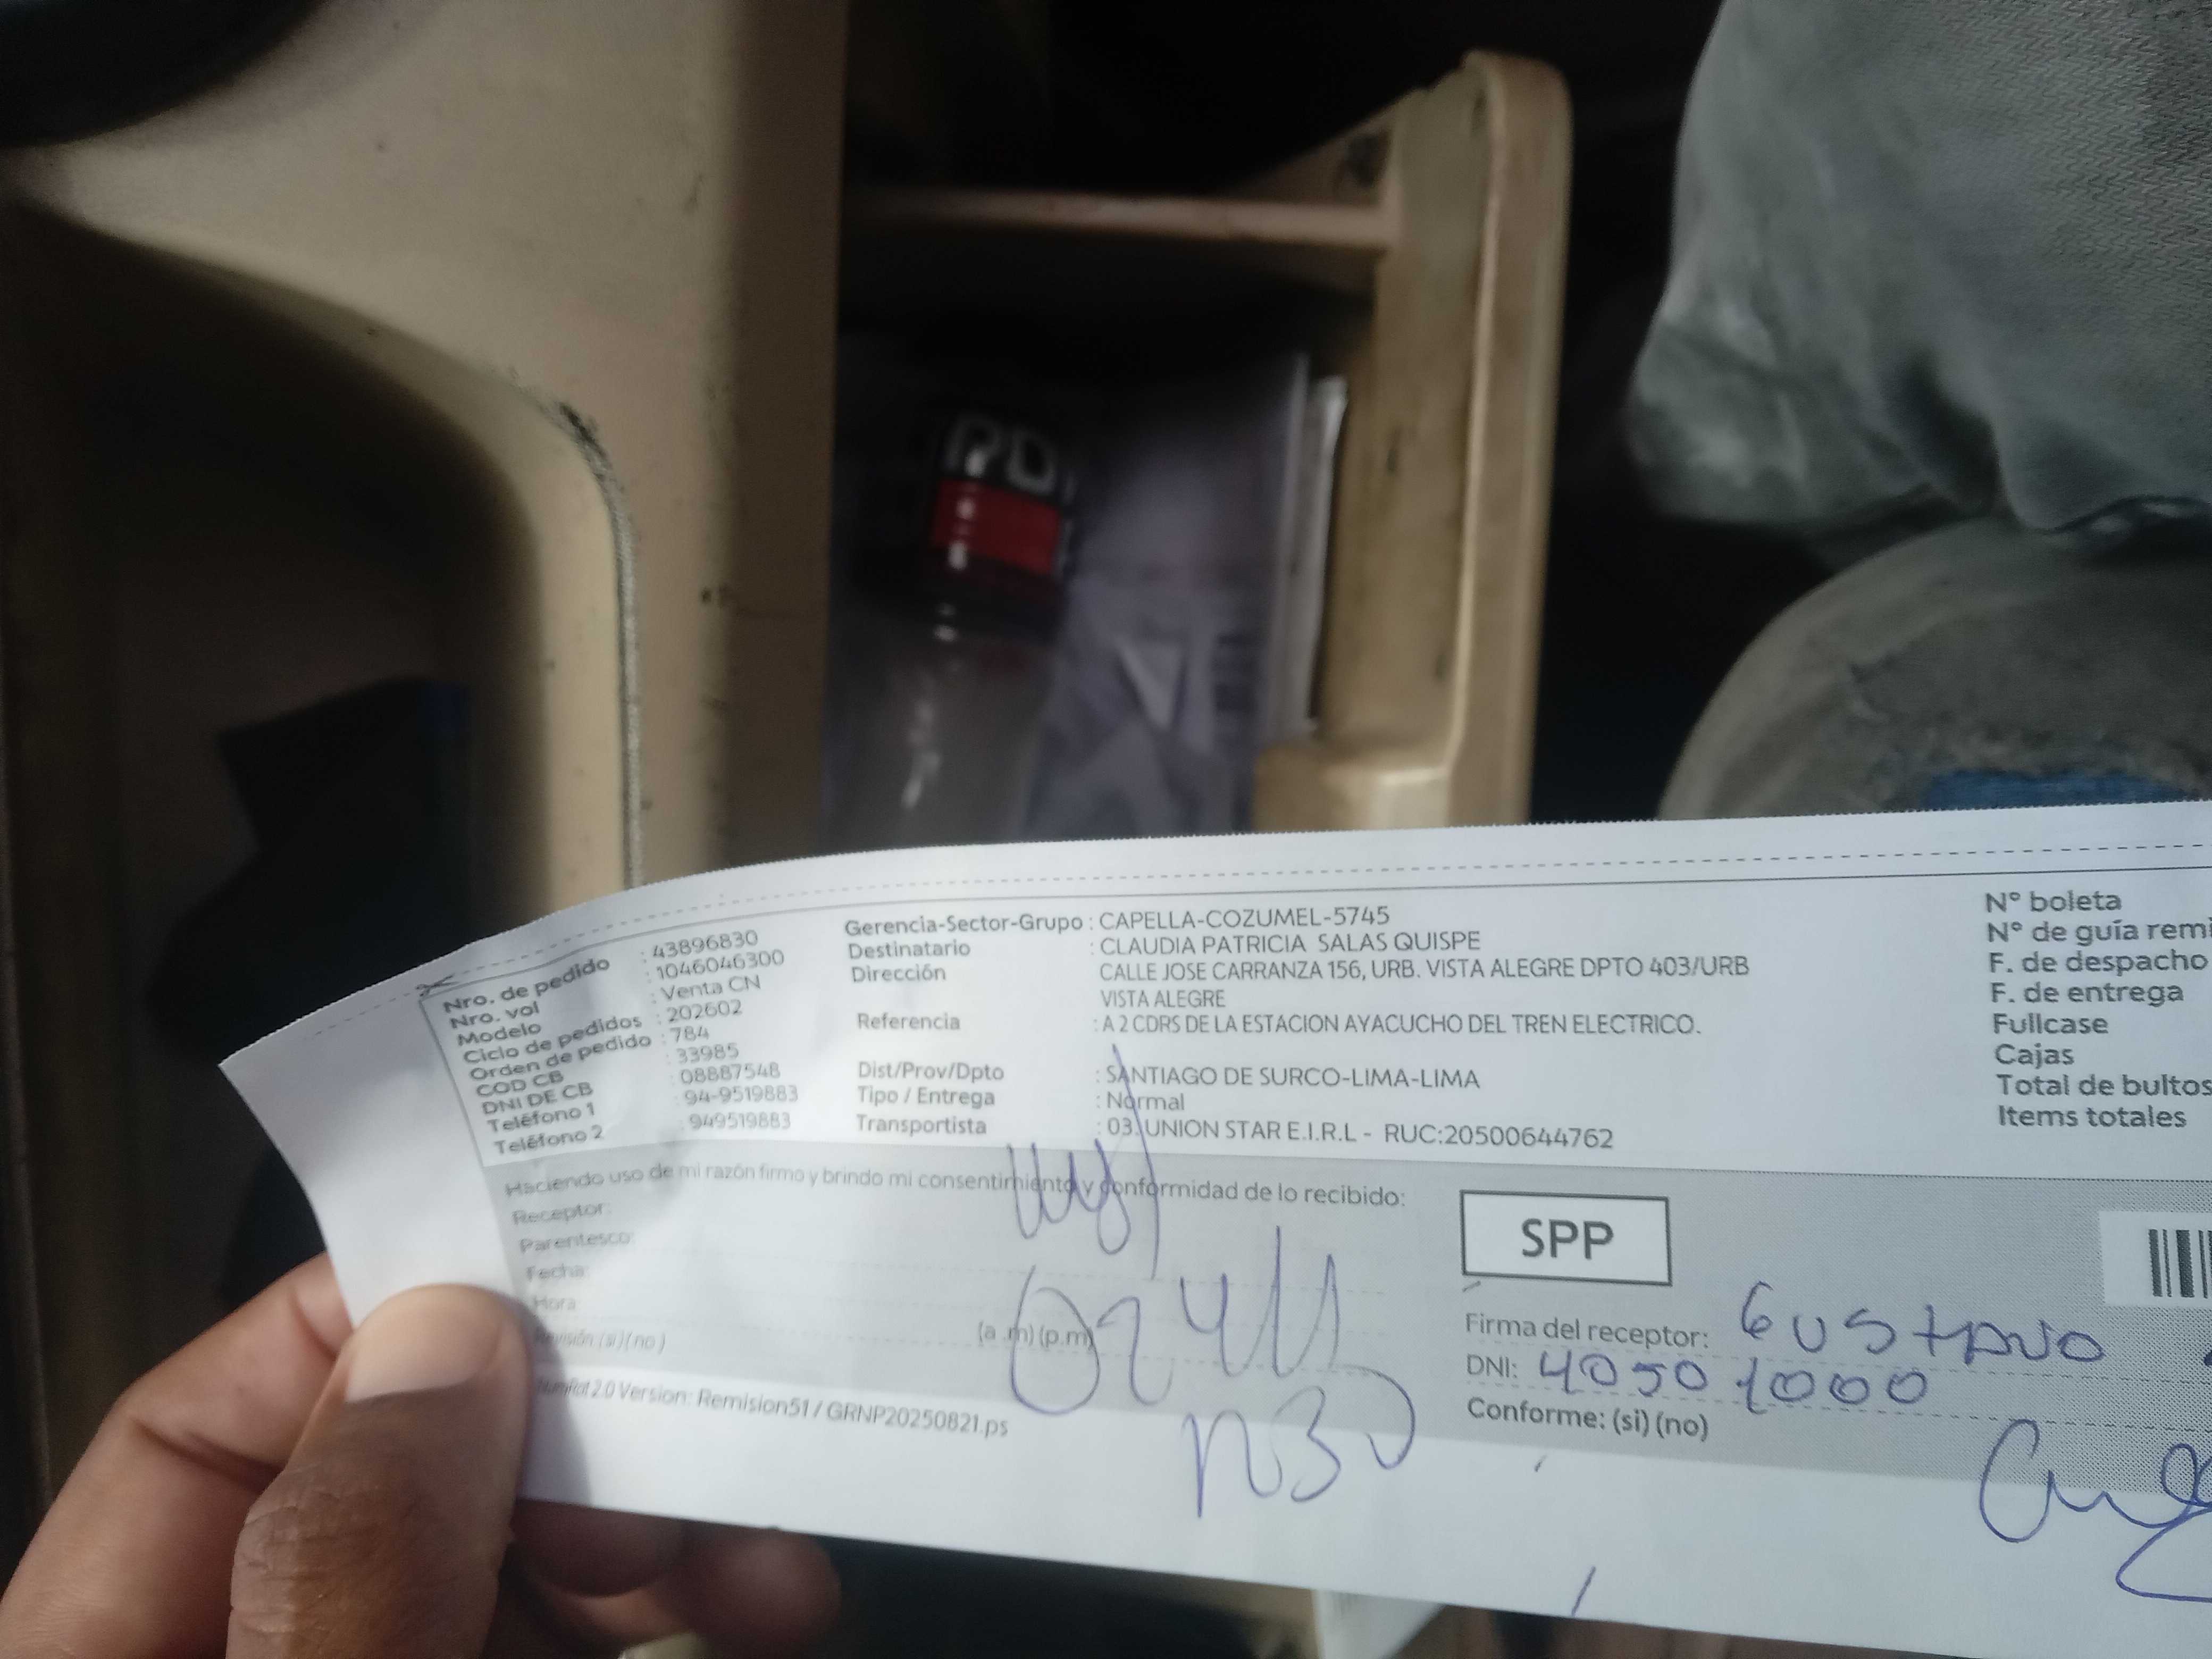 Nro. de pedido : 43896830
Nro. vol : 1046046300
Modelo : Venta CN
Ciclo de pedidos : 202602
Orden de pedido : 784
COD CB : 33985
DNI DE CB : 08887548
Teléfono 1 : 94-9519883
Teléfono 2 : 949519883
Gerencia-Sector-Grupo : CAPELLA-COZUMEL-5745
Destinatario : CLAUDIA PATRICIA SALAS QUISPE
Dirección CALLE JOSE CARRANZA 156, URB. VISTA ALEGRE DPTO 403/URB
VISTA ALEGRE
Referencia : A 2 CDRS DE LA ESTACION AYACUCHO DEL TREN ELECTRICO.
Dist/Prov/Dpto : SANTIAGO DE SURCO-LIMA-LIMA
Tipo / Entrega : Normal
Transportista : 03. UNION STAR E.I.R.L - RUC:20500644762
N° boleta
N° de guía remi
F. de despacho
F. de entrega
Fullcase
Cajas
Total de bultos
Items totales
Haciendo uso de mi razón firmo y brindo mi consentimiento y conformidad de lo recibido:
Receptor:
Parentesco:
Fecha:
Hora
(si)(no)
(a .m) (p.m)
2.0 Version: Remision51 / GRNP20250821.ps
SPP
Firma del receptor: GUSTAVO
DNI: 40501000
Conforme: (si) (no)